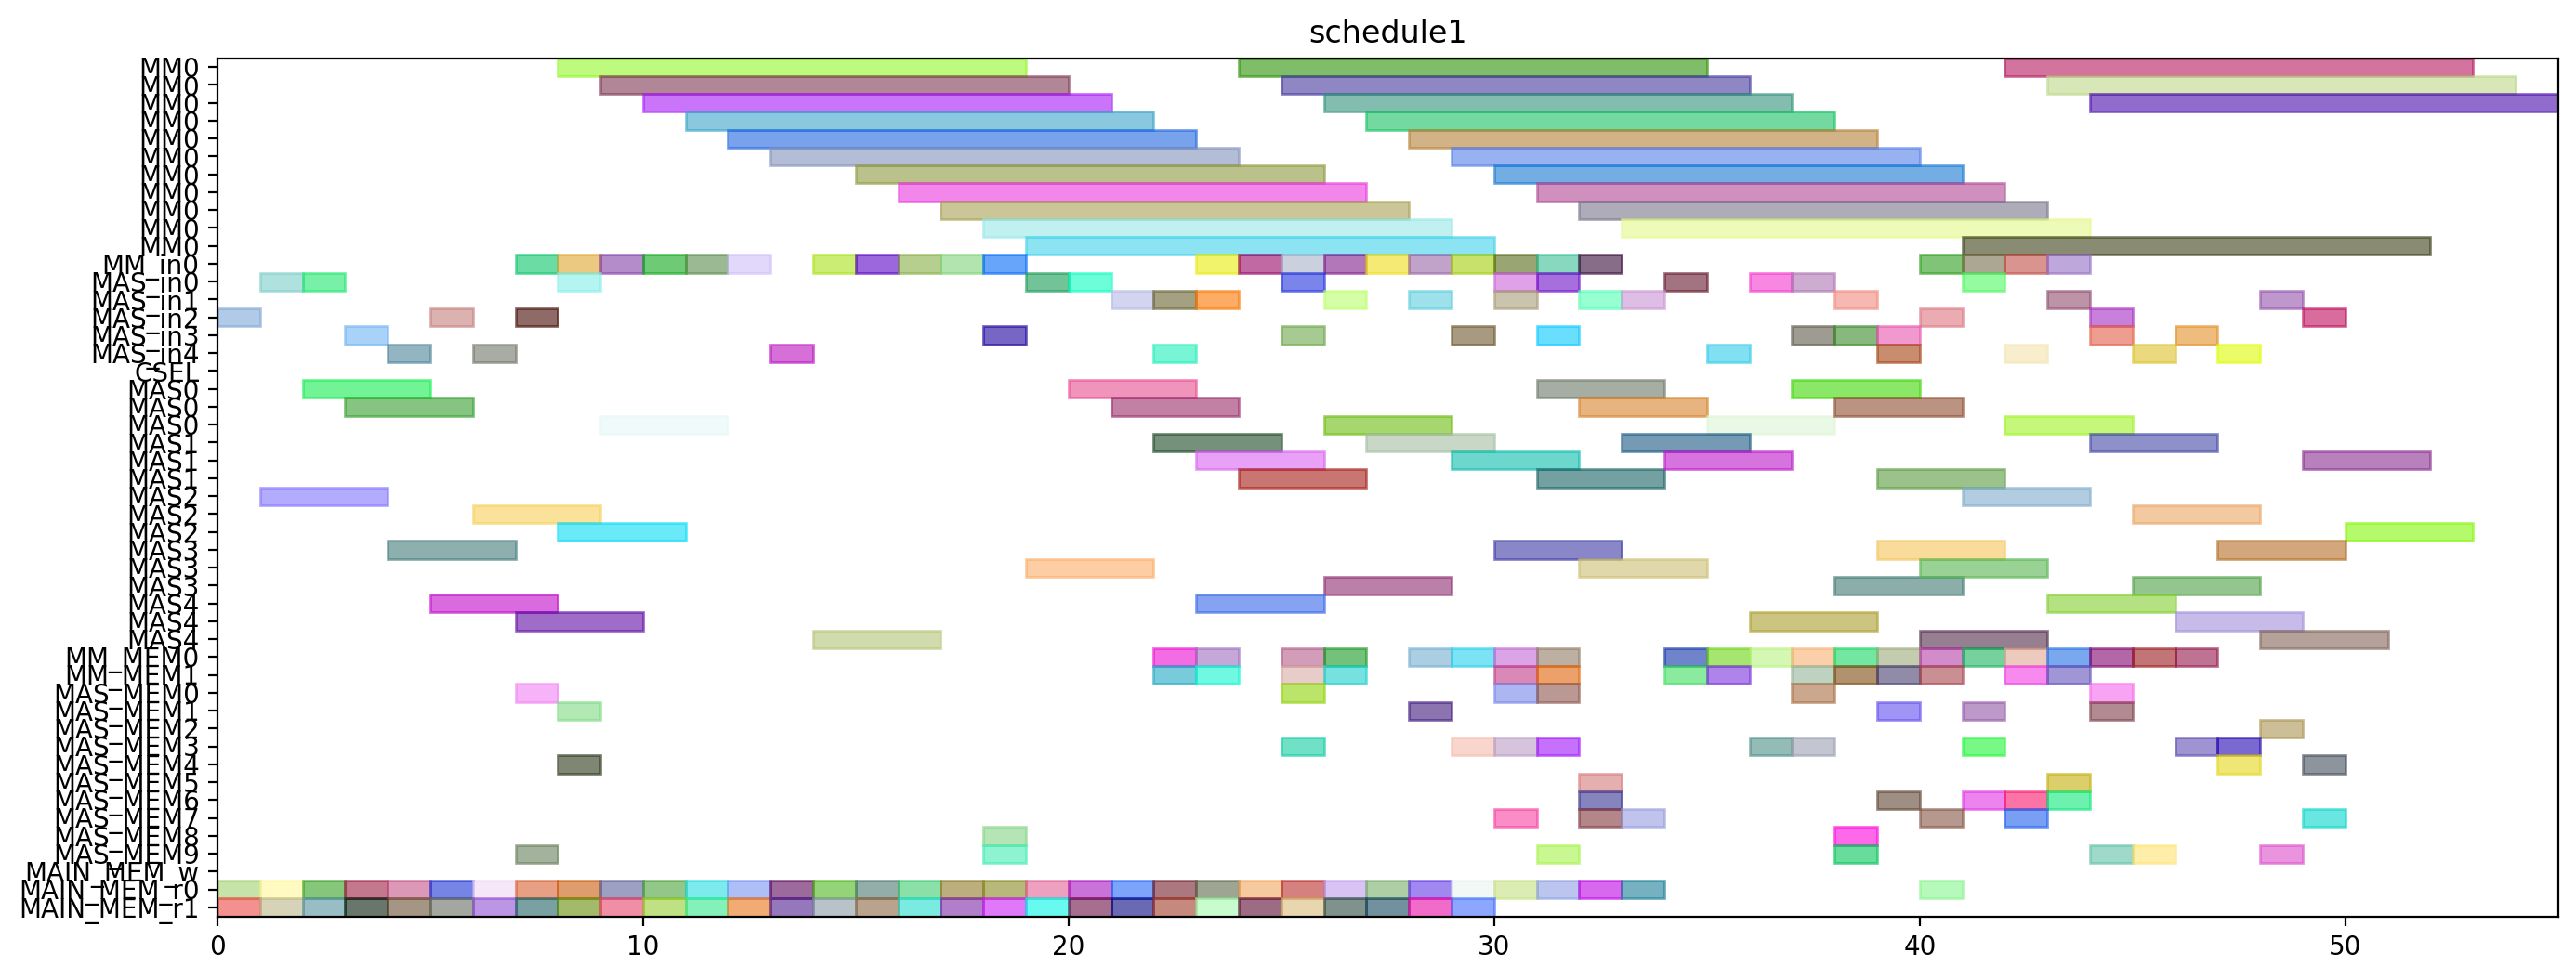 schedule1
MM0
MM0
MM0
MM0
MM0
MM0
MM0
MM0
MM0
MM0
MM0
MM_in0
MAS_in0
MAS_in1
MAS_in2
MAS_in3
MAS_in4
CSEL
MAS0
MAS0
MAS0
MAS1
MAS1
MAS1
MAS2
MAS2
MAS2
MAS3
MAS3
MAS3
MAS4
MAS4
MAS4
MM_MEM0
MM_MEM1
MAS_MEM0
MAS_MEM1
MAS_MEM2
MAS_MEM3
MAS_MEM4
MAS_MEM5
MAS_MEM6
MAS_MEM7
MAS_MEM8
MAS_MEM9
MAIN_MEM_w
MAIN_MEM_r0
MAIN_MEM_r1
0 10 20 30 40 50